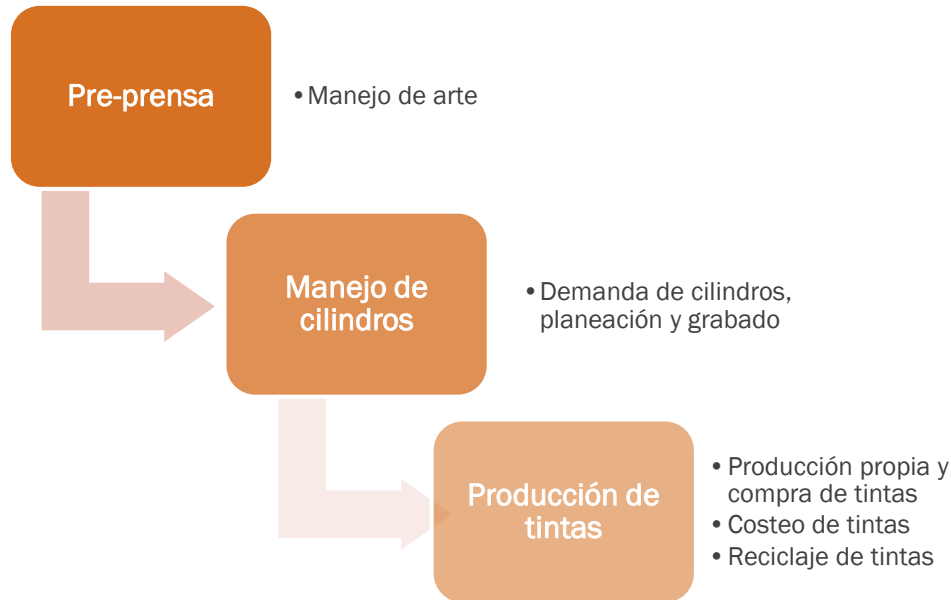 Pre-prensa
• Manejo de arte
Manejo de
cilindros
• Demanda de cilindros,
planeación y grabado
Producción de
tintas
• Producción propia y
compra de tintas
• Costeo de tintas
• Reciclaje de tintas